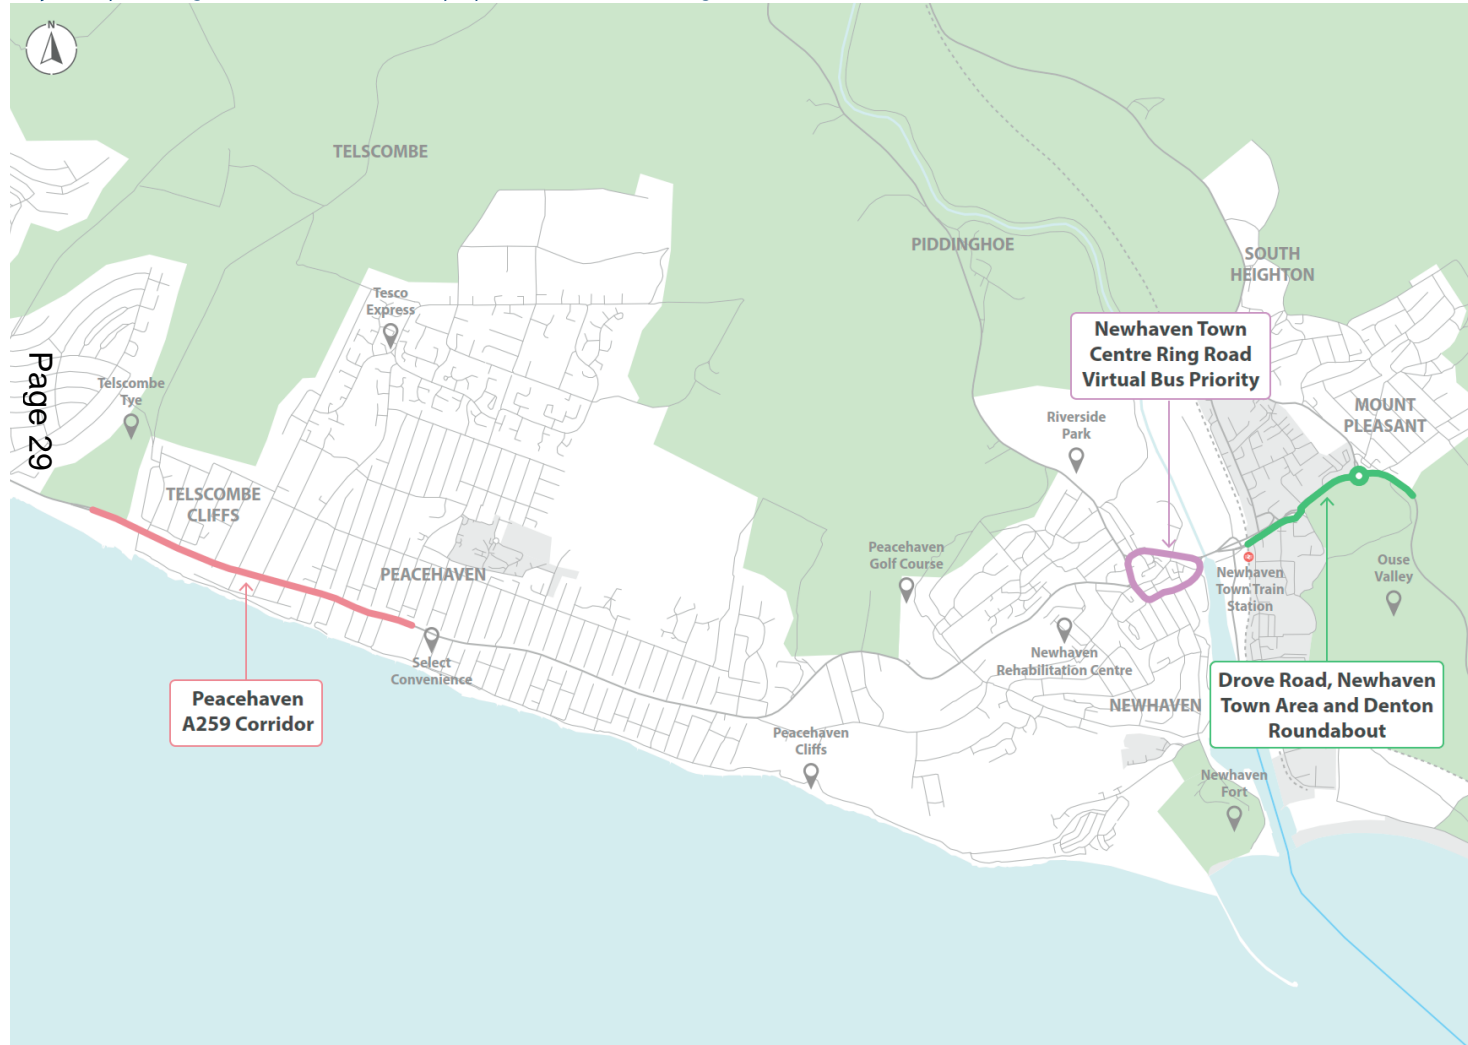 N
TELSCOMBE
PIDDINGHOE
SOUTH
HEIGHTON
Tesco
Express
Newhaven Town
Centre Ring Road
Virtual Bus Priority
Page 29
Telscombe
Tye
MOUNT
PLEASANT
Riverside
Park
TELSCOMBE
CLIFFS
Peacehaven
Golf Course
PEACEHAVEN
Ouse
Valley
Newhaven
Town Train
Station
Select
Convenience
Newhaven
Rehabilitation Centre
Peacehaven
A259 Corridor
NEWHAVEN
Drove Road, Newhaven
Town Area and Denton
Roundabout
Peacehaven
Cliffs
Newhaven
Fort